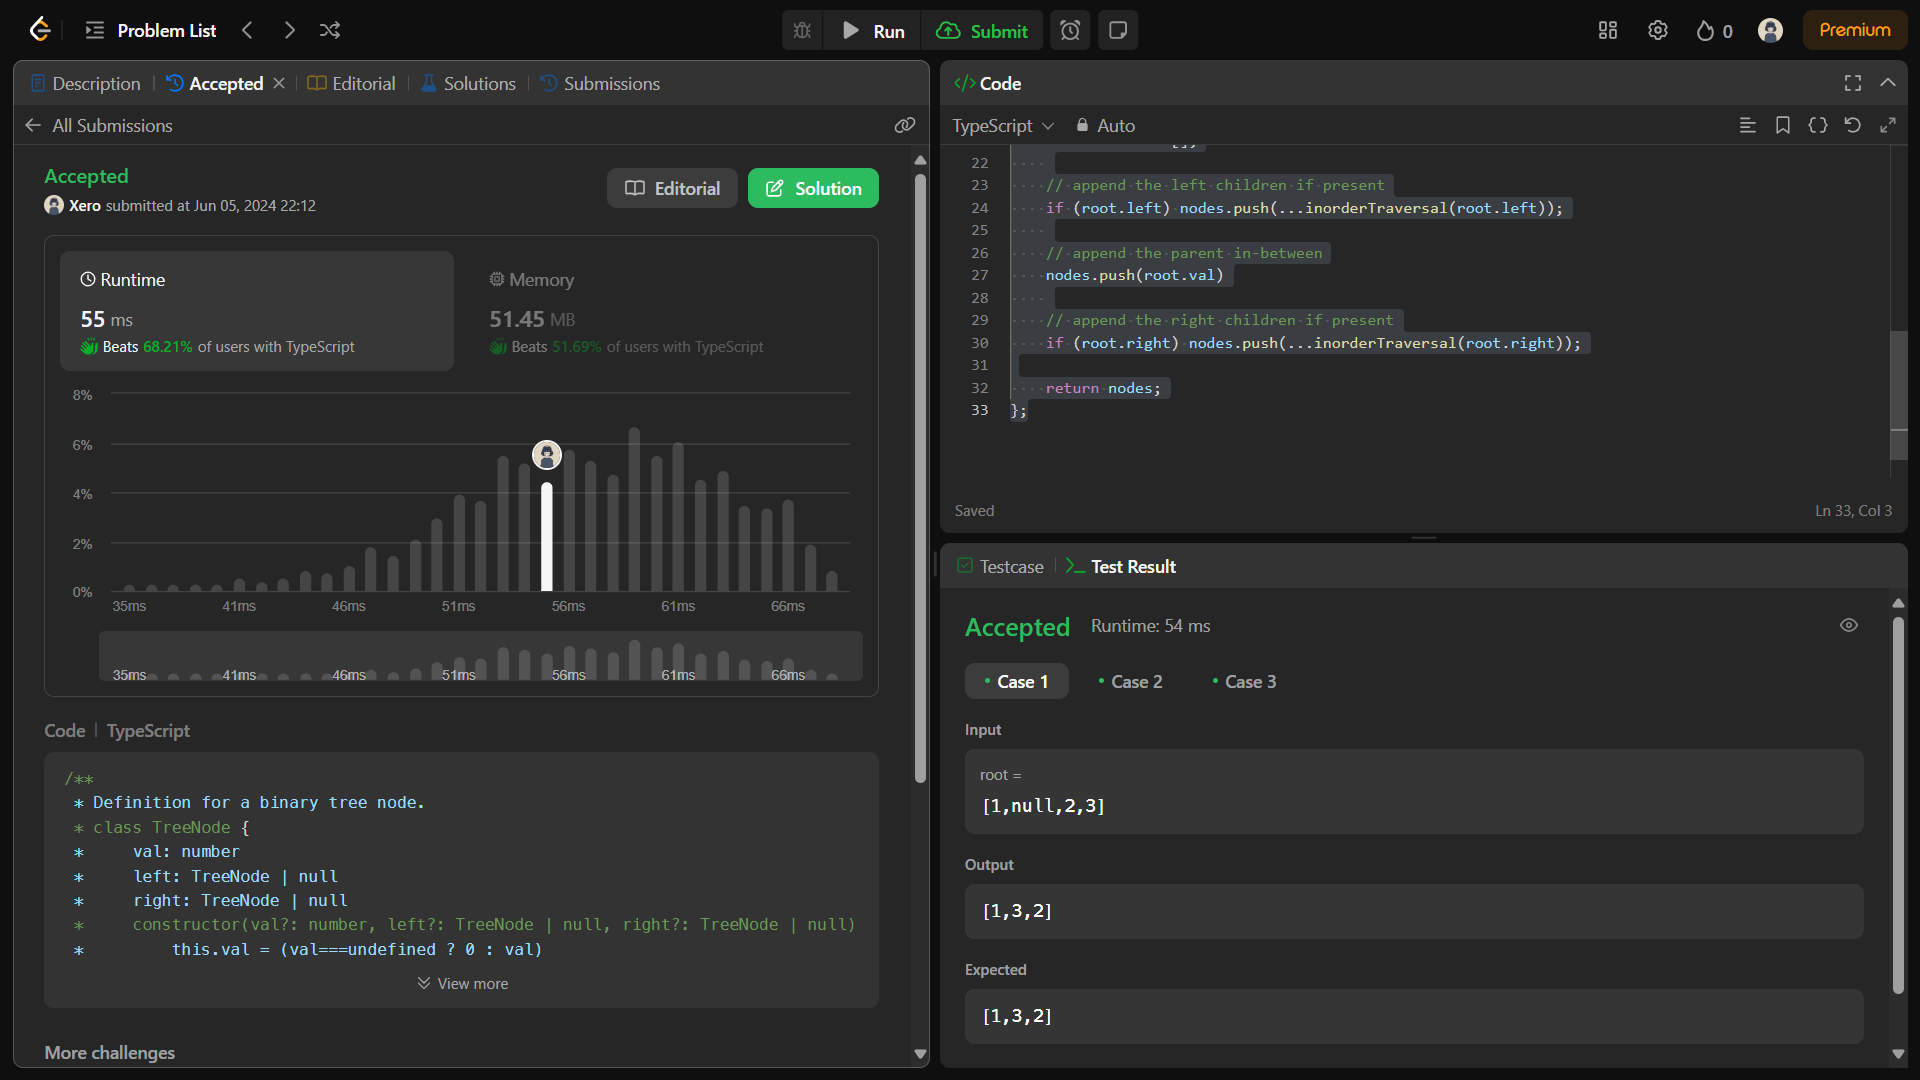 Problem List
Run
Submit
0
Premium
Description
Accepted
Editorial
Solutions
Submissions
All Submissions
Accepted
Xero submitted at Jun 05, 2024 22:12
Editorial
Solution
Runtime
55 ms
Beats 68.21% of users with TypeScript
Memory
51.45 MB
Beats 51.69% of users with TypeScript
8%
6%
4%
2%
0%
35ms 41ms 46ms 51ms 56ms 61ms 66ms
35ms 41ms 46ms 51ms 56ms 61ms 66ms
Code | TypeScript
/**
 * Definition for a binary tree node.
 * class TreeNode {
 *     val: number
 *     left: TreeNode | null
 *     right: TreeNode | null
 *     constructor(val?: number, left?: TreeNode | null, right?: TreeNode | null)
 *         this.val = (val===undefined ? 0 : val)
View more
More challenges
Code
TypeScript
Auto
22
23 // append the left children if present
24 if (root.left) nodes.push(...inorderTraversal(root.left));
25
26 // append the parent in-between
27 nodes.push(root.val)
28
29 // append the right children if present
30 if (root.right) nodes.push(...inorderTraversal(root.right));
31
32 return nodes;
33 };
Saved
Ln 33, Col 3
Testcase
Test Result
Accepted
Runtime: 54 ms
Case 1
Case 2
Case 3
Input
root =
[1,null,2,3]
Output
[1,3,2]
Expected
[1,3,2]